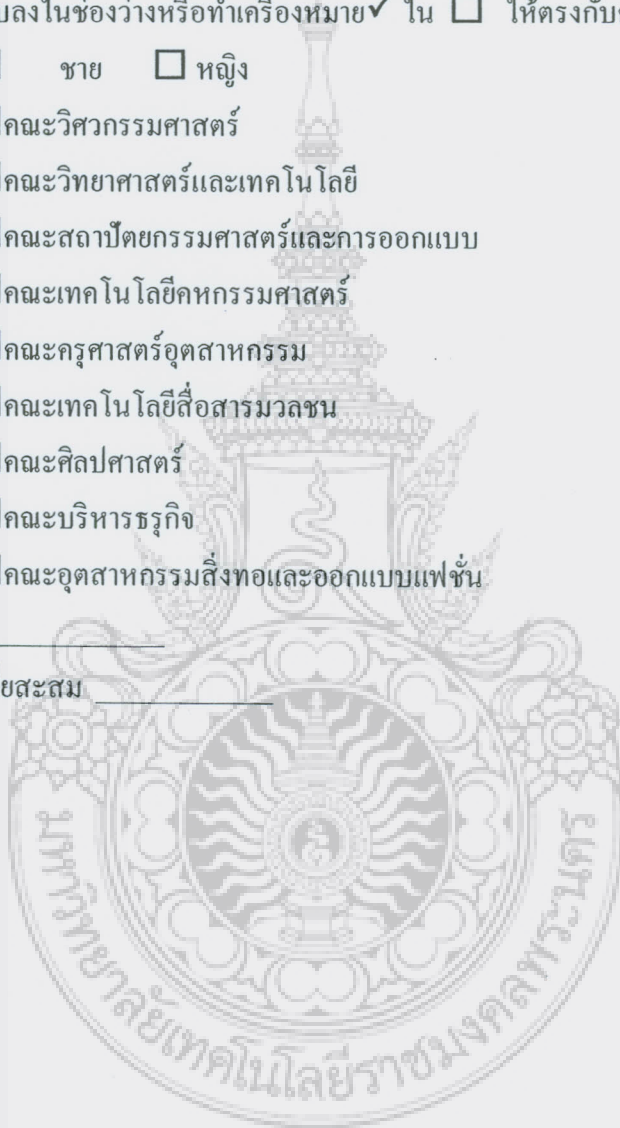 ลงในช่องว่างหรือทำเครื่องหมาย ✓ ใน ☐ ให้ตรงกับ
ชาย ☐ หญิง
คณะวิศวกรรมศาสตร์
คณะวิทยาศาสตร์และเทคโนโลยี
คณะสถาปัตยกรรมศาสตร์และการออกแบบ
คณะเทคโนโลยีคหกรรมศาสตร์
คณะครุศาสตร์อุตสาหกรรม
คณะเทคโนโลยีสื่อสารมวลชน
คณะศิลปศาสตร์
คณะบริหารธุรกิจ
คณะอุตสาหกรรมสิ่งทอและออกแบบแฟชั่น
ยสะสม
มหาวิทยาลัยเทคโนโลยีราชมงคลพระนคร